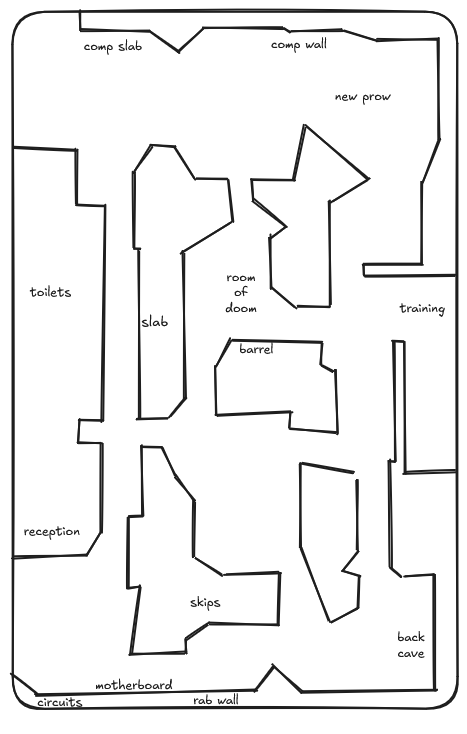 comp slab
comp wall
new prow
toilets
room
of
doom
training
slab
barrel
reception
skips
back
cave
motherboard
circuits
rab wall